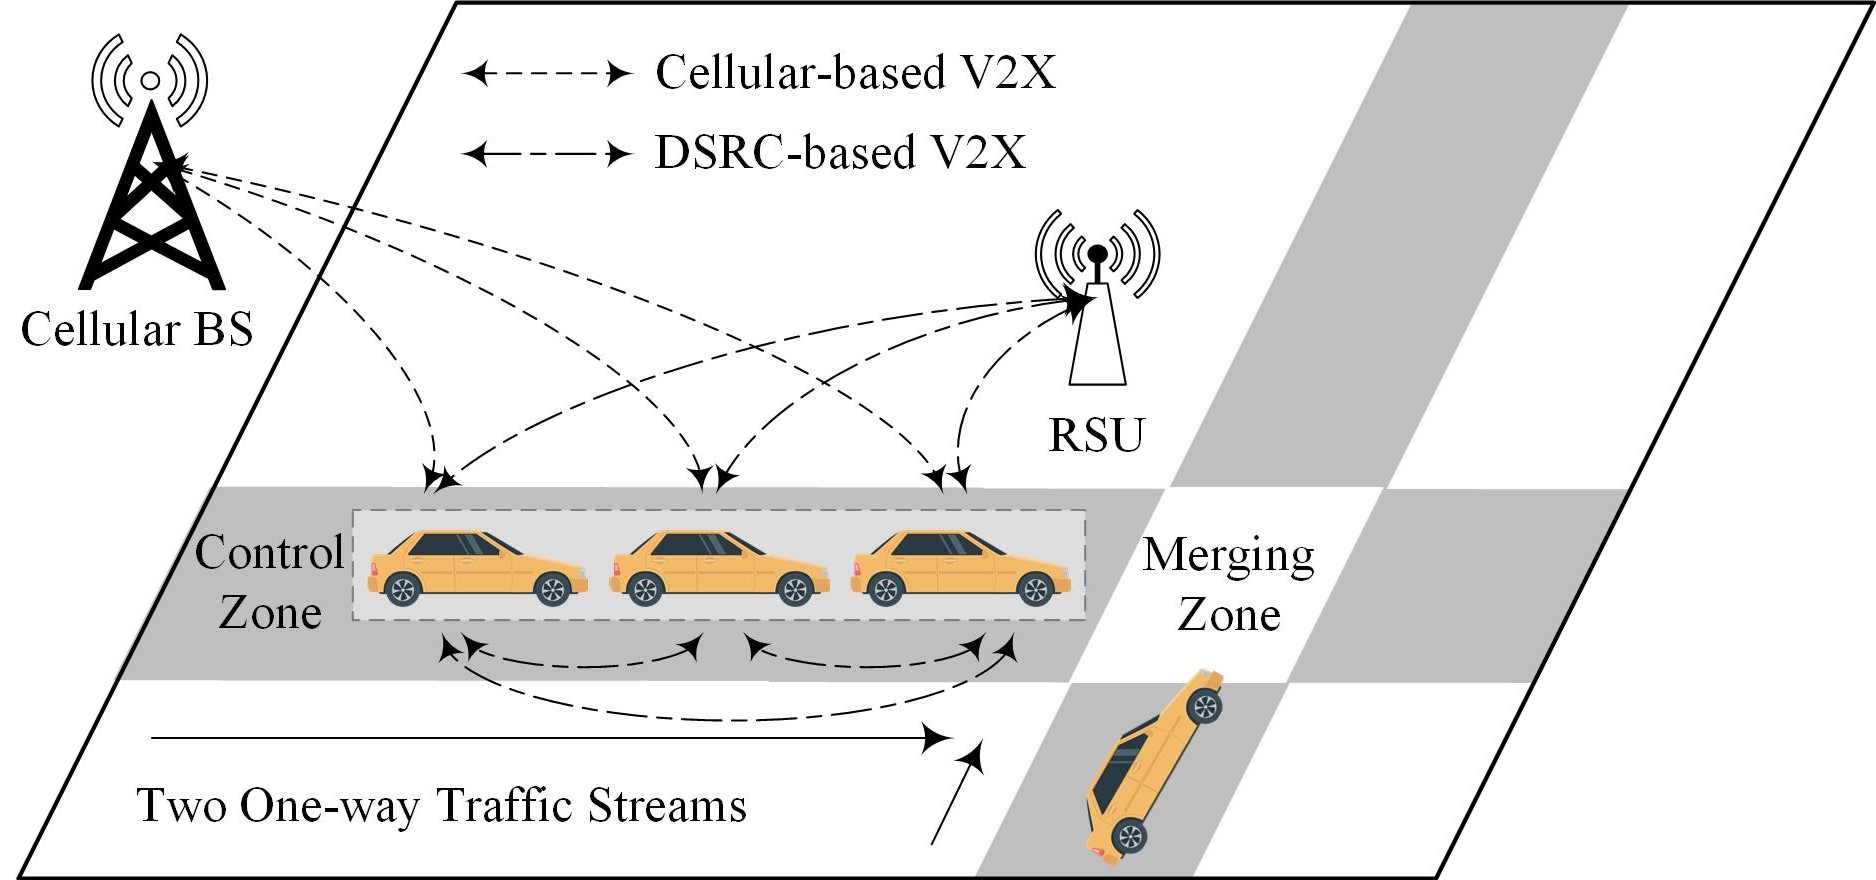 Cellular-based V2X
DSRC-based V2X
Cellular BS
RSU
Control
Zone
Merging
Zone
Two One-way Traffic Streams